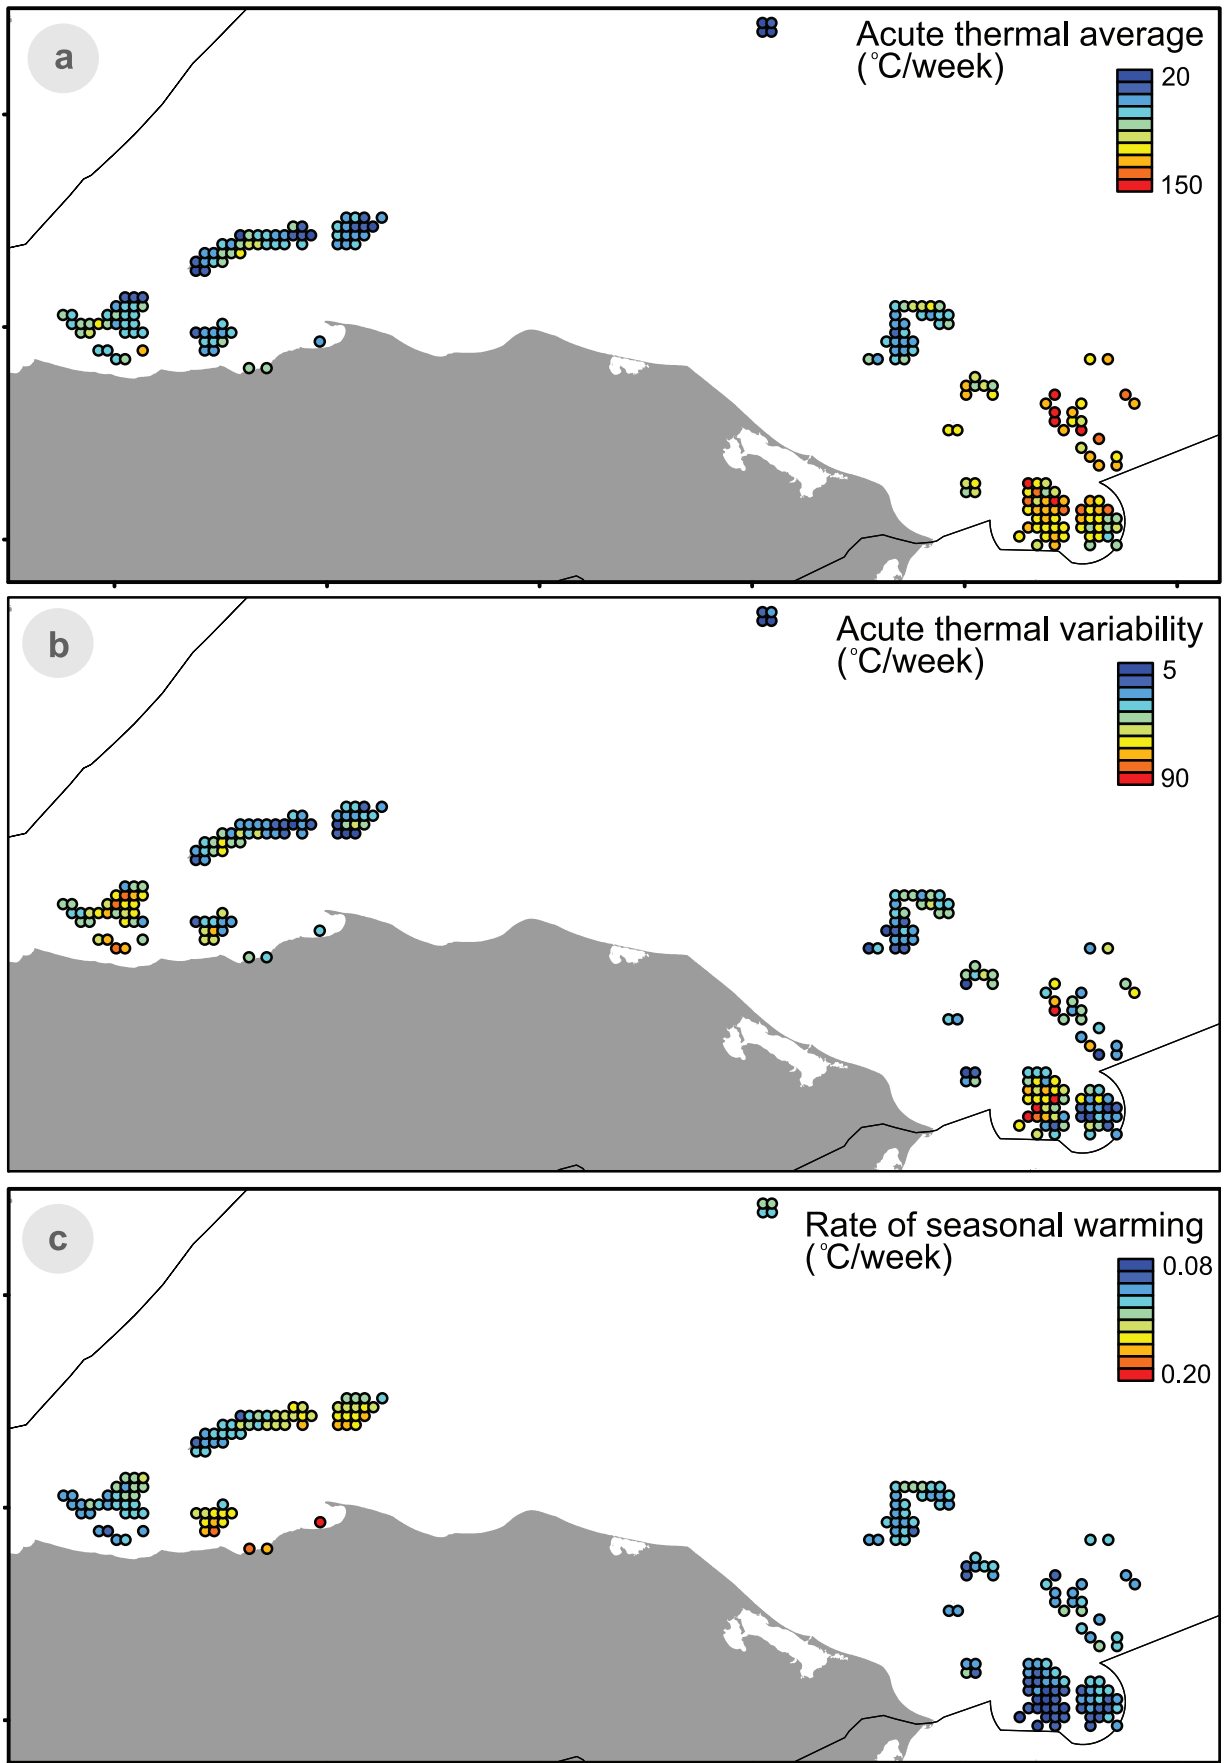 a
Acute thermal average
(°C/week)
20
150
b
Acute thermal variability
(°C/week)
5
90
c
Rate of seasonal warming
(°C/week)
0.08
0.20